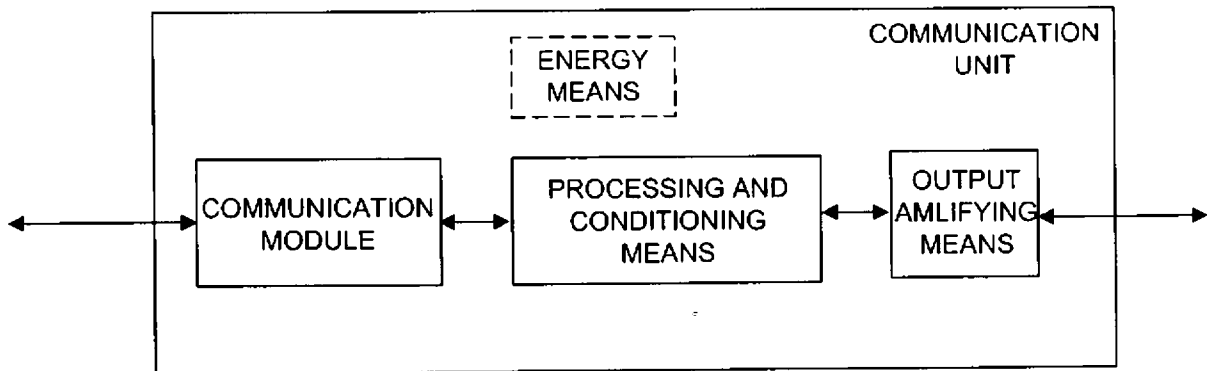 COMMUNICATION
UNIT
ENERGY
MEANS
COMMUNICATION
MODULE
PROCESSING AND
CONDITIONING
MEANS
OUTPUT
AMLIFYING
MEANS